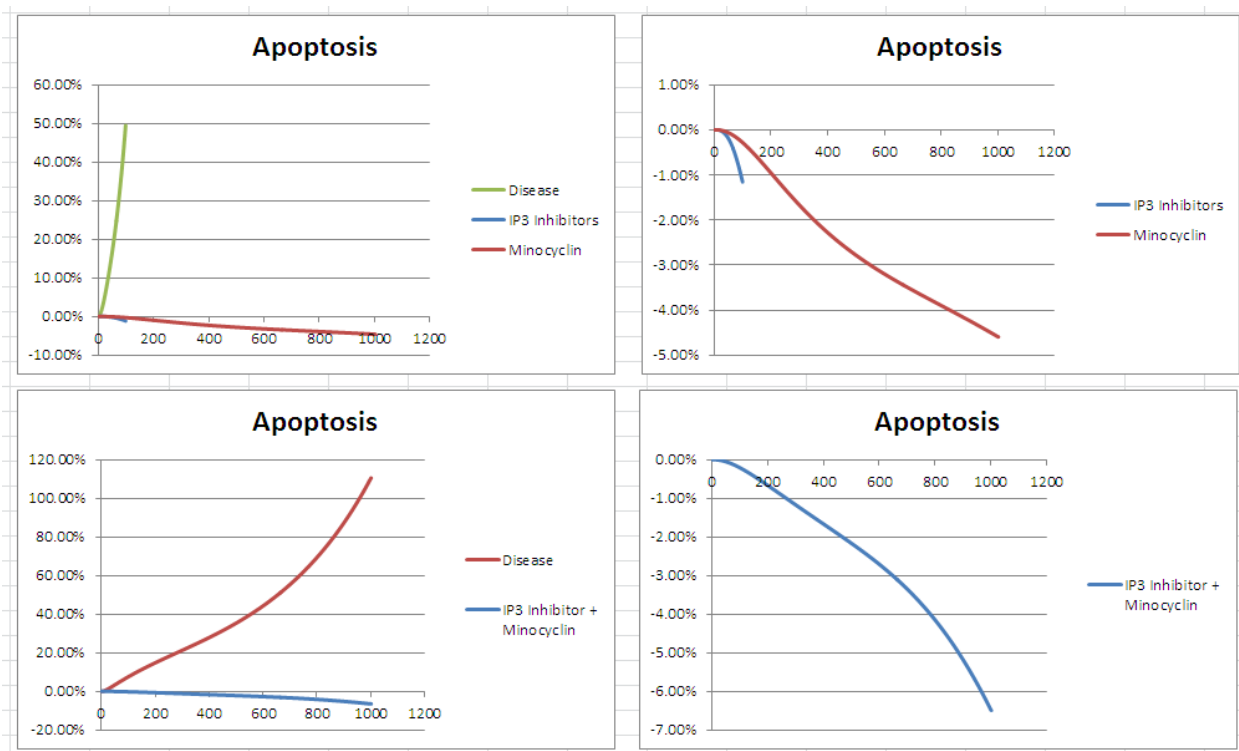 Apoptosis
60.00%
50.00%
40.00%
30.00%
20.00%
10.00%
0.00%
-10.00%
0 200 400 600 800 1000 1200
Disease
IP3 Inhibitors
Minocyclin
Apoptosis
1.00%
0.00%
-1.00%
-2.00%
-3.00%
-4.00%
-5.00%
0 200 400 600 800 1000 1200
IP3 Inhibitors
Minocyclin
Apoptosis
120.00%
100.00%
80.00%
60.00%
40.00%
20.00%
0.00%
-20.00%
0 200 400 600 800 1000 1200
Disease
IP3 Inhibitor +
Minocyclin
Apoptosis
0.00%
-1.00%
-2.00%
-3.00%
-4.00%
-5.00%
-6.00%
-7.00%
0 200 400 600 800 1000 1200
IP3 Inhibitor +
Minocyclin